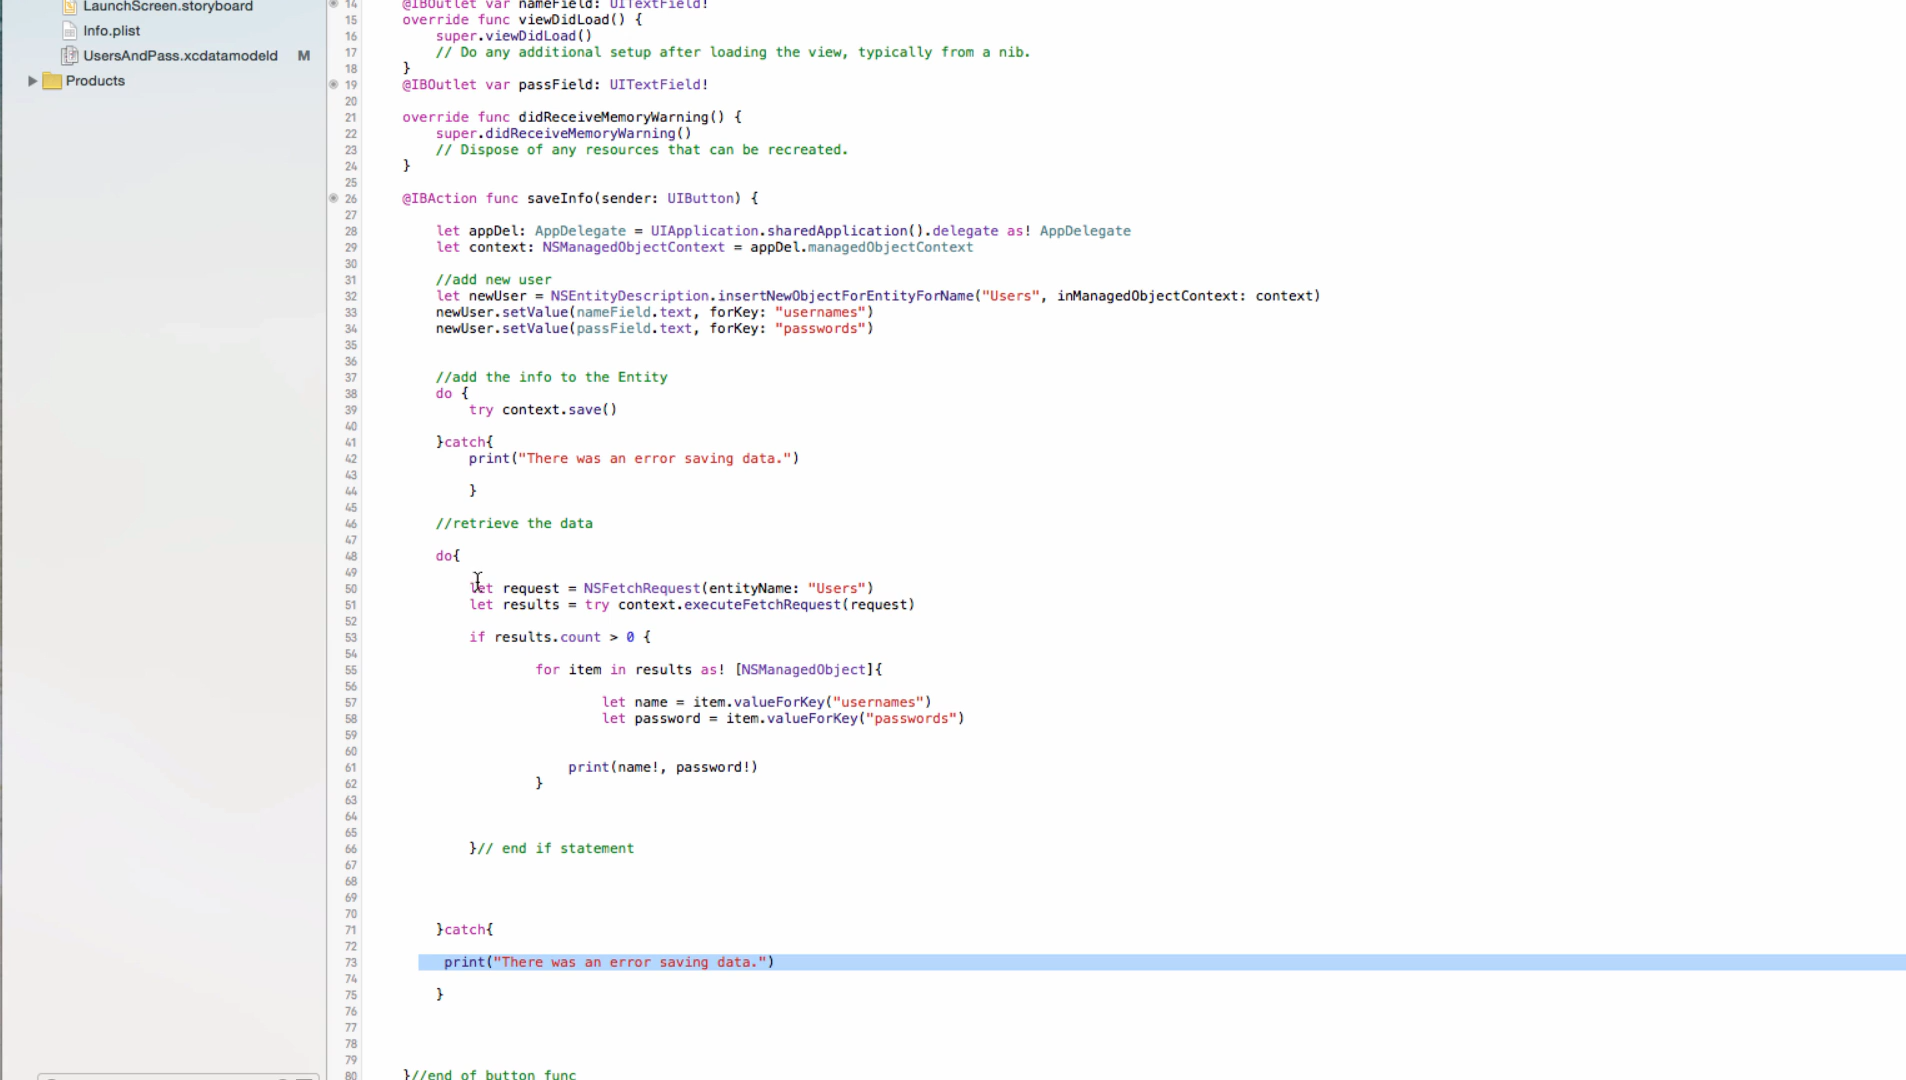 LaunchScreen.storyboard
Info.plist
UsersAndPass.xcdatamodeld M
Products
14 @IBOutlet var nameField: UITextField!
15 override func viewDidLoad() {
16 super.viewDidLoad()
17 // Do any additional setup after loading the view, typically from a nib.
18 }
19 @IBOutlet var passField: UITextField!
20
21 override func didReceiveMemoryWarning() {
22 super.didReceiveMemoryWarning()
23 // Dispose of any resources that can be recreated.
24 }
25
26 @IBAction func saveInfo(sender: UIButton) {
27
28 let appDel: AppDelegate = UIApplication.sharedApplication().delegate as! AppDelegate
29 let context: NSManagedObjectContext = appDel.managedObjectContext
30
31 //add new user
32 let newUser = NSEntityDescription.insertNewObjectForEntityForName("Users", inManagedObjectContext: context)
33 newUser.setValue(nameField.text, forKey: "usernames")
34 newUser.setValue(passField.text, forKey: "passwords")
35
36
37 //add the info to the Entity
38 do {
39 try context.save()
40
41 }catch{
42 print("There was an error saving data.")
43
44 }
45
46 //retrieve the data
47
48 do{
49
50 let request = NSFetchRequest(entityName: "Users")
51 let results = try context.executeFetchRequest(request)
52
53 if results.count > 0 {
54
55 for item in results as! [NSManagedObject]{
56
57 let name = item.valueForKey("usernames")
58 let password = item.valueForKey("passwords")
59
60
61 print(name!, password!)
62 }
63
64
65
66 }// end if statement
67
68
69
70
71 }catch{
72
73 print("There was an error saving data.")
74
75 }
76
77
78
79
80 }//end of button func